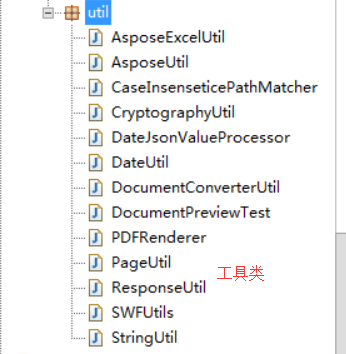 util
AsposeExcelUtil
AsposeUtil
CaseInsenseticePathMatcher
CryptographyUtil
DateJsonValueProcessor
DateUtil
DocumentConverterUtil
DocumentPreviewTest
PDFRenderer
PageUtil
工具类
ResponseUtil
SWFUtils
StringUtil